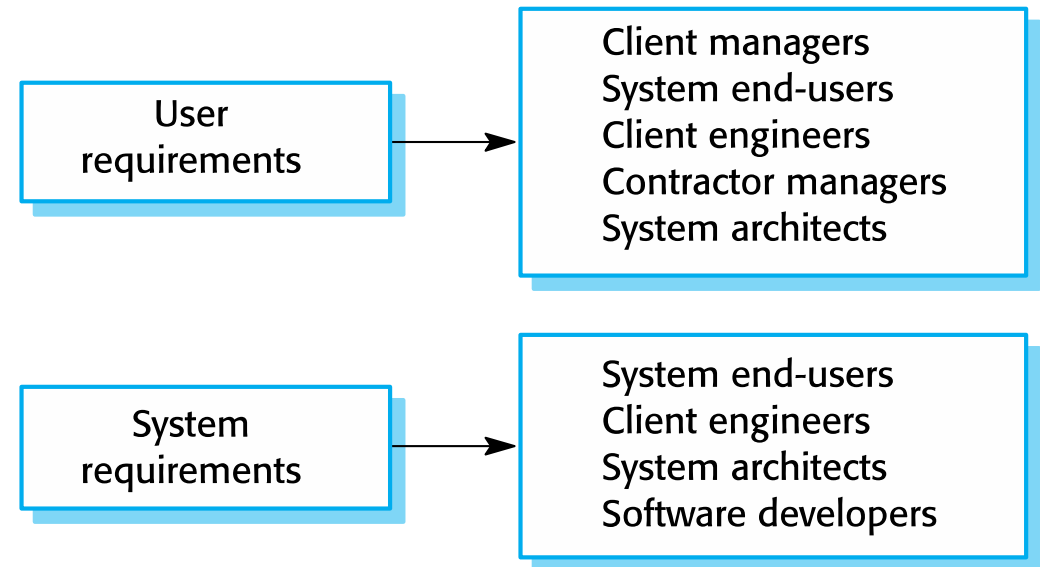 User
requirements
Client managers
System end-users
Client engineers
Contractor managers
System architects
System
requirements
System end-users
Client engineers
System architects
Software developers